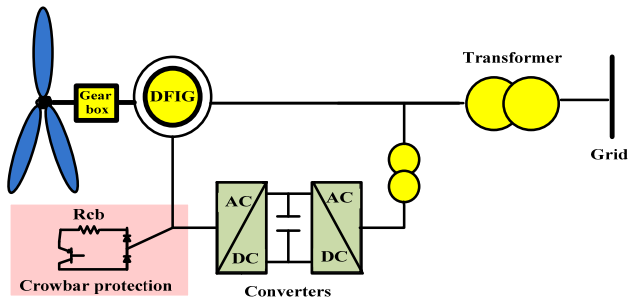 Transformer
Gear
box
DFIG
Grid
Rcb
AC
DC
AC
DC
Crowbar protection
Converters